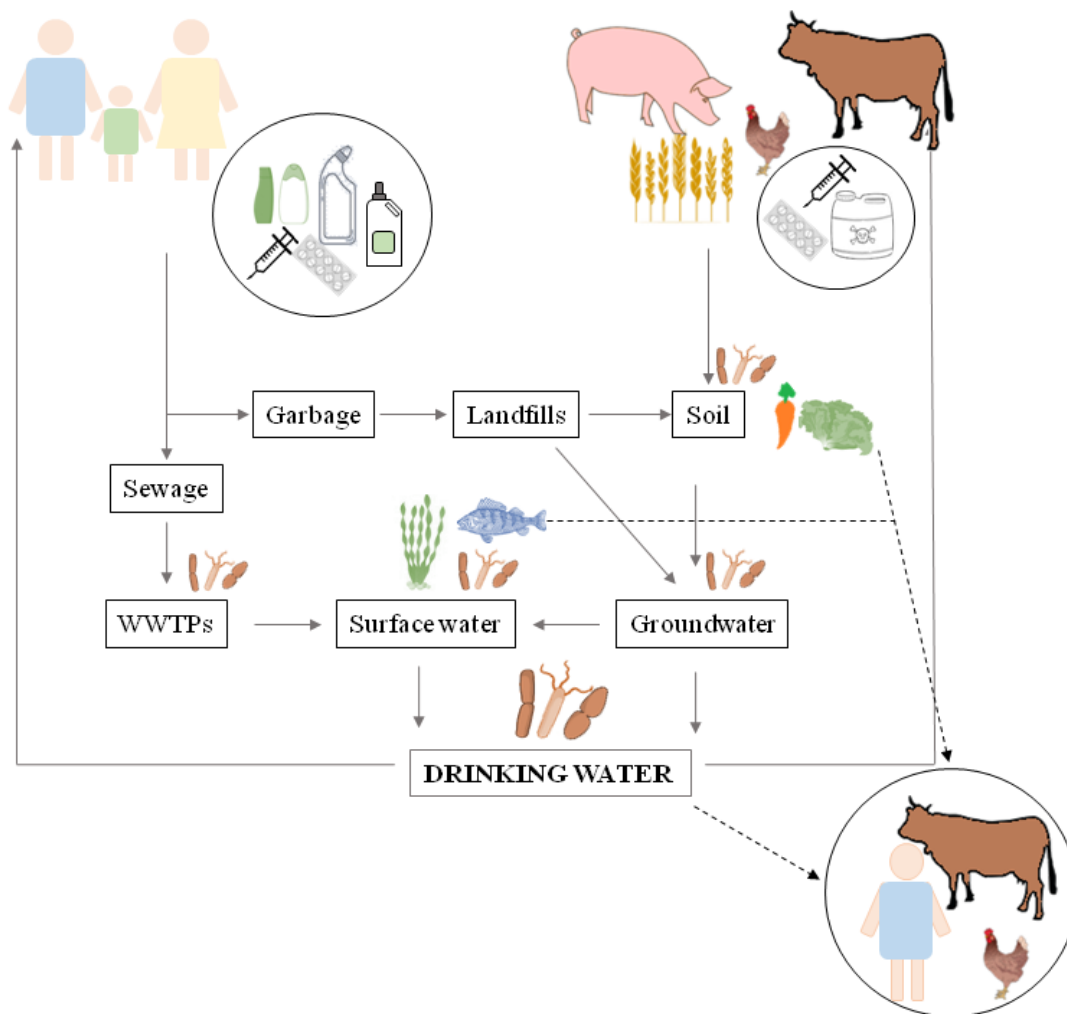 Garbage
Landfills
Soil
Sewage
WWTPs
Surface water
Groundwater
DRINKING WATER